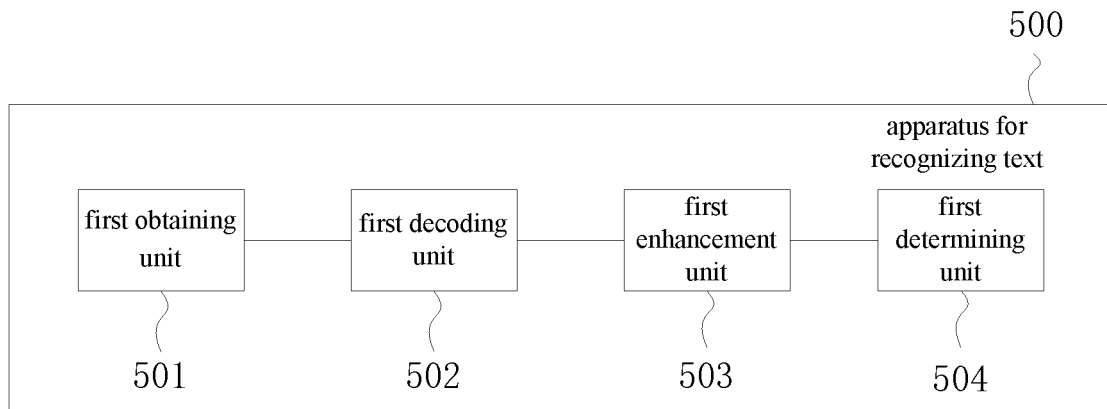 500
apparatus for
recognizing text
first obtaining
unit
first decoding
unit
first
enhancement
unit
first
determining
unit
501
502
503
504